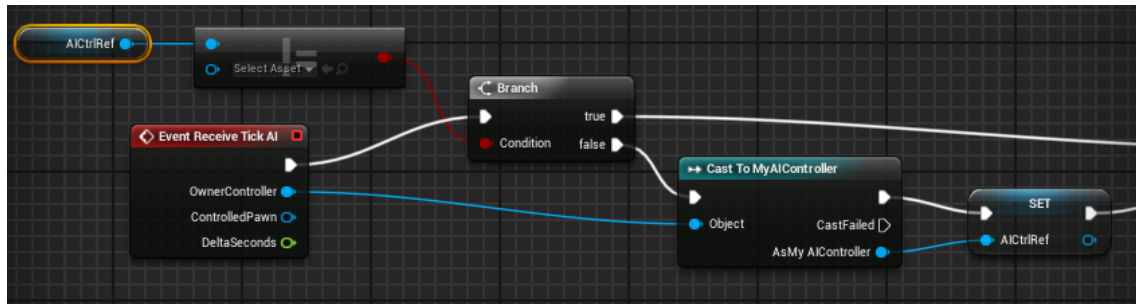 AICtrlRef
!=
Select Asset
Branch
true
Condition
false
Event Receive Tick AI
OwnerController
ControlledPawn
DeltaSeconds
Cast To MyAIController
Object
CastFailed
AsMy AIController
SET
AICtrlRef